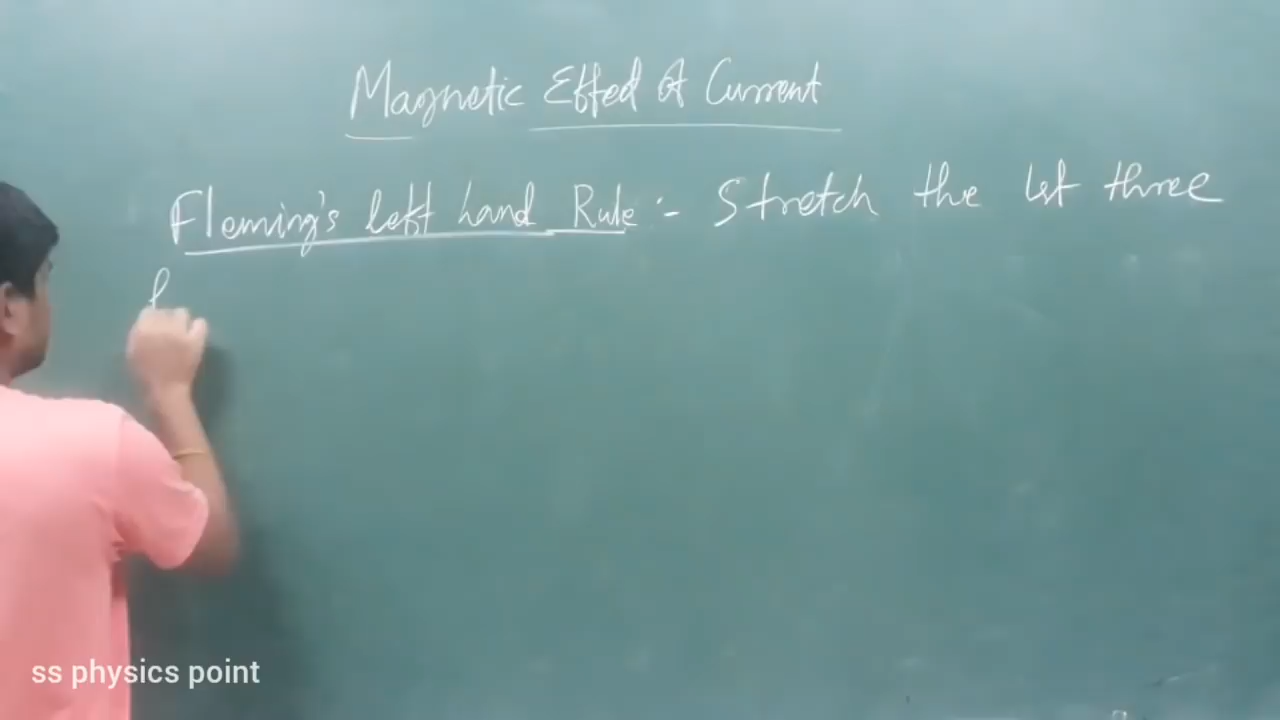 Magnetic Effect of Current
Fleming's left hand Rule :- Stretch the 1st three
f
ss physics point